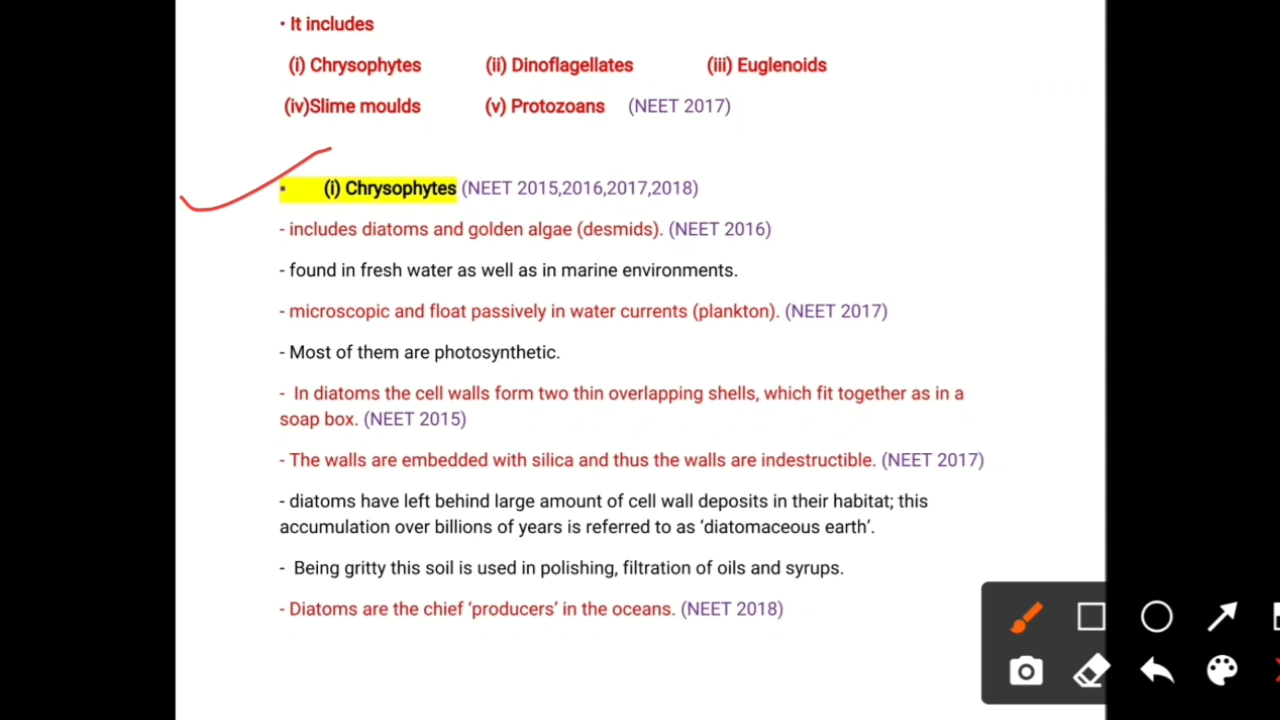 • It includes
(i) Chrysophytes (ii) Dinoflagellates (iii) Euglenoids
(iv)Slime moulds (v) Protozoans (NEET 2017)
▪ (i) Chrysophytes (NEET 2015,2016,2017,2018)
- includes diatoms and golden algae (desmids). (NEET 2016)
- found in fresh water as well as in marine environments.
- microscopic and float passively in water currents (plankton). (NEET 2017)
- Most of them are photosynthetic.
- In diatoms the cell walls form two thin overlapping shells, which fit together as in a
soap box. (NEET 2015)
- The walls are embedded with silica and thus the walls are indestructible. (NEET 2017)
- diatoms have left behind large amount of cell wall deposits in their habitat; this
accumulation over billions of years is referred to as ‘diatomaceous earth’.
- Being gritty this soil is used in polishing, filtration of oils and syrups.
- Diatoms are the chief ‘producers’ in the oceans. (NEET 2018)